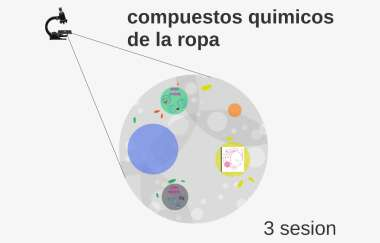 compuestos quimicos
de la ropa
3 sesion